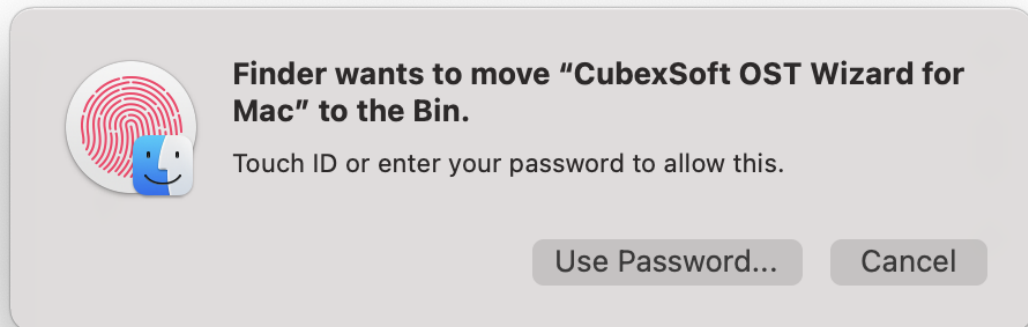 Finder wants to move “CubexSoft OST Wizard for
Mac” to the Bin.
Touch ID or enter your password to allow this.
Use Password...
Cancel